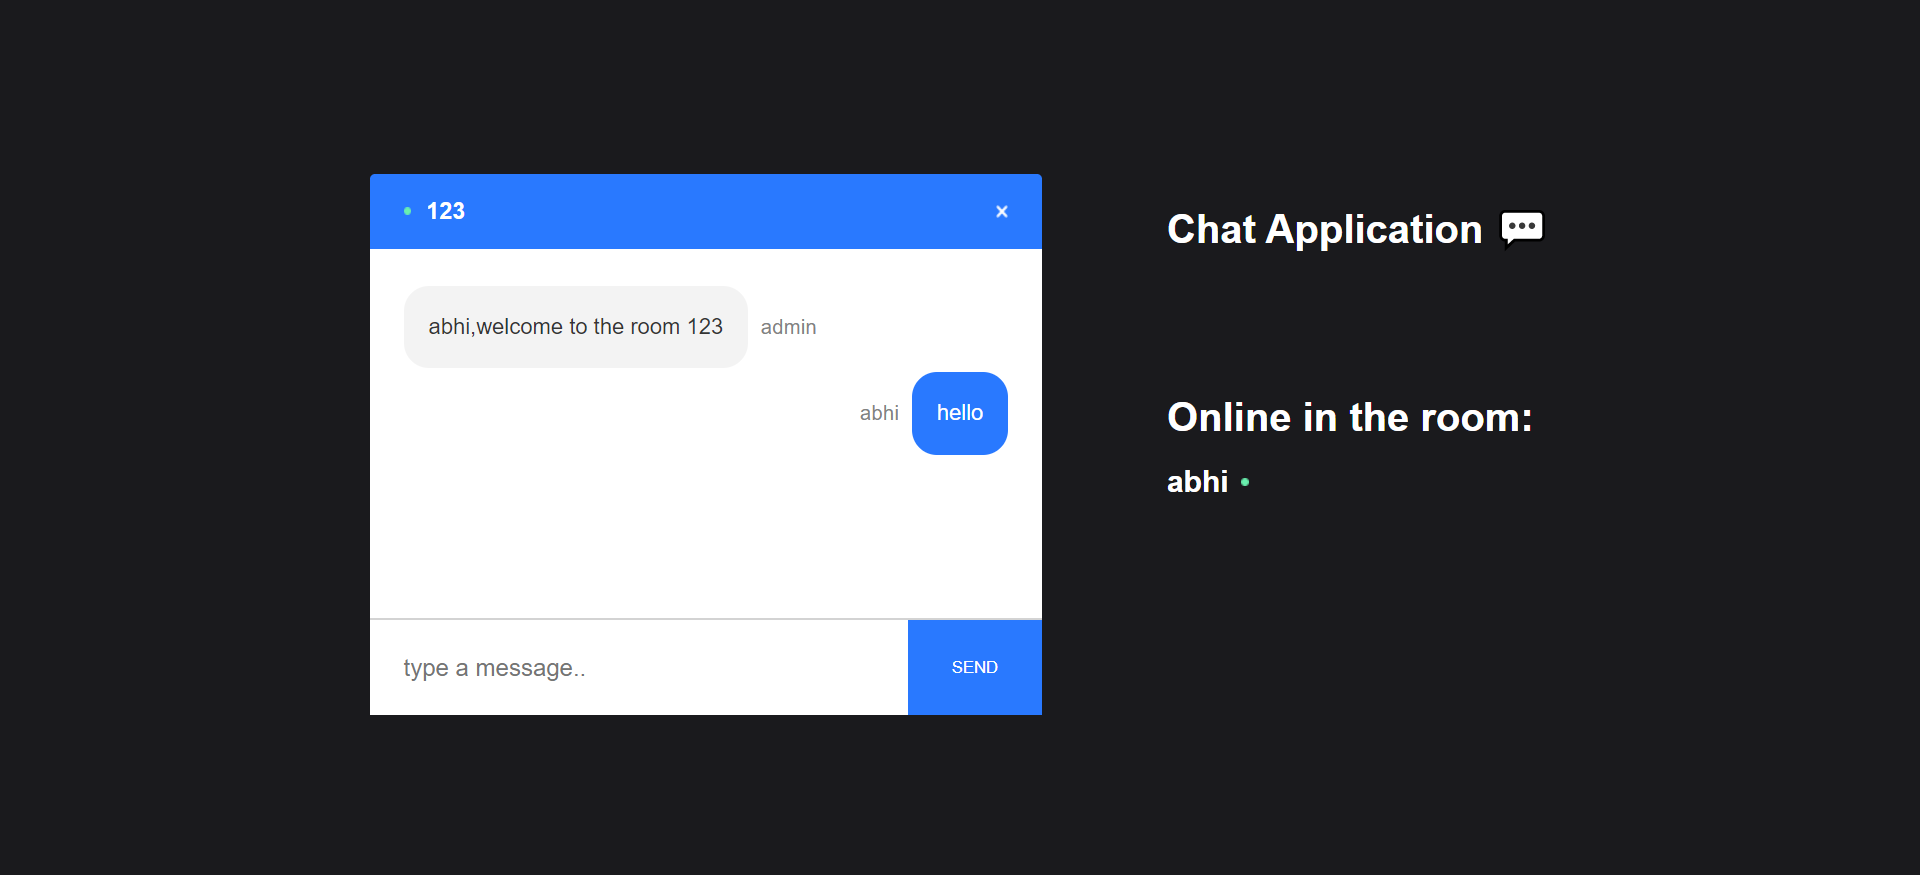 123
×
abhi,welcome to the room 123
admin
abhi
hello
type a message..
SEND
Chat Application 💬
Online in the room:
abhi